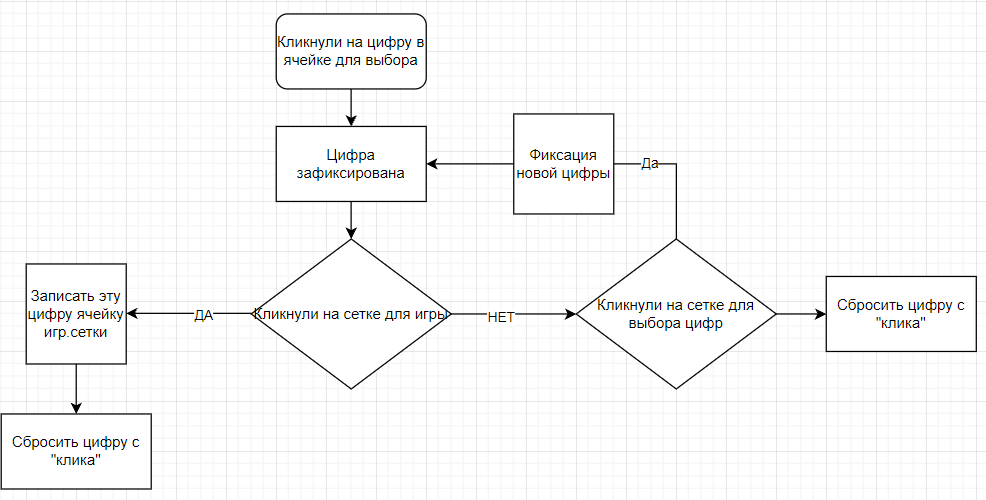 Кликнули на цифру в
ячейке для выбора
Цифра
зафиксирована
Фиксация
новой цифры
Да
Записать эту
цифру ячейку
игр.сетки
ДА
Кликнули на сетке для игры
НЕТ
Кликнули на сетке для
выбора цифр
Сбросить цифру с
"клика"
Сбросить цифру с
"клика"